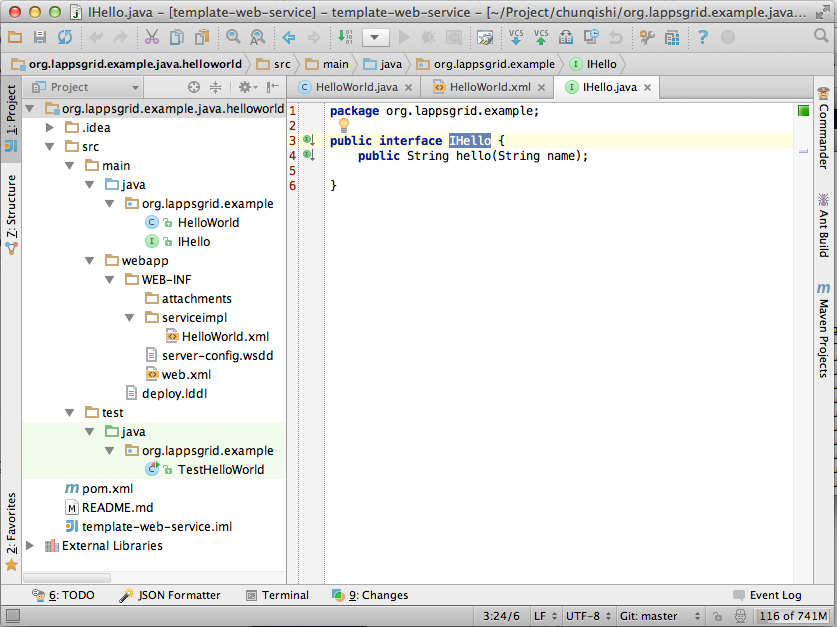 IHello.java - [template-web-service] - template-web-service - [~/Project/chunqishi/org.lappsgrid.example.java....
org.lappsgrid.example.java.helloworld src main java org.lappsgrid.example IHello
Project
HelloWorld.java HelloWorld.xml IHello.java
1: Project
Z: Structure
2: Favorites
org.lappsgrid.example.java.helloworld
.idea
src
main
java
org.lappsgrid.example
HelloWorld
IHello
webapp
WEB-INF
attachments
serviceimpl
HelloWorld.xml
server-config.wsdd
web.xml
deploy.lddl
test
java
org.lappsgrid.example
TestHelloWorld
pom.xml
README.md
template-web-service.iml
External Libraries
1 package org.lappsgrid.example;
2
3 public interface IHello {
4 public String hello(String name);
5
6 }
Commander
Ant Build
Maven Projects
6: TODO JSON Formatter Terminal 9: Changes Event Log
3:24/6 LF UTF-8 Git: master 116 of 741M